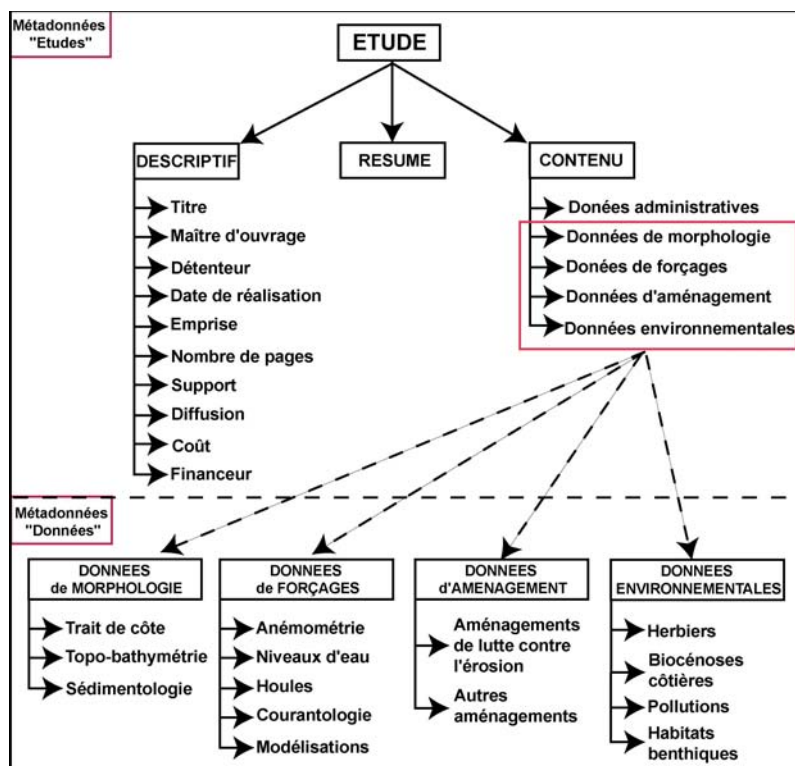 Métadonnées
"Etudes"
ETUDE
DESCRIPTIF
RESUME
CONTENU
Titre
Maître d'ouvrage
Détenteur
Date de réalisation
Emprise
Nombre de pages
Support
Diffusion
Coût
Financeur
Donées administratives
Données de morphologie
Donées de forçages
Données d'aménagement
Données environnementales
Métadonnées
"Données"
DONNEES
de MORPHOLOGIE
Trait de côte
Topo-bathymétrie
Sédimentologie
DONNEES
de FORÇAGES
Anémométrie
Niveaux d'eau
Houles
Courantologie
Modélisations
DONNEES
d'AMENAGEMENT
Aménagements
de lutte contre
l'érosion
Autres
aménagements
DONNEES
ENVIRONNEMENTALES
Herbiers
Biocénoses
côtières
Pollutions
Habitats
benthiques